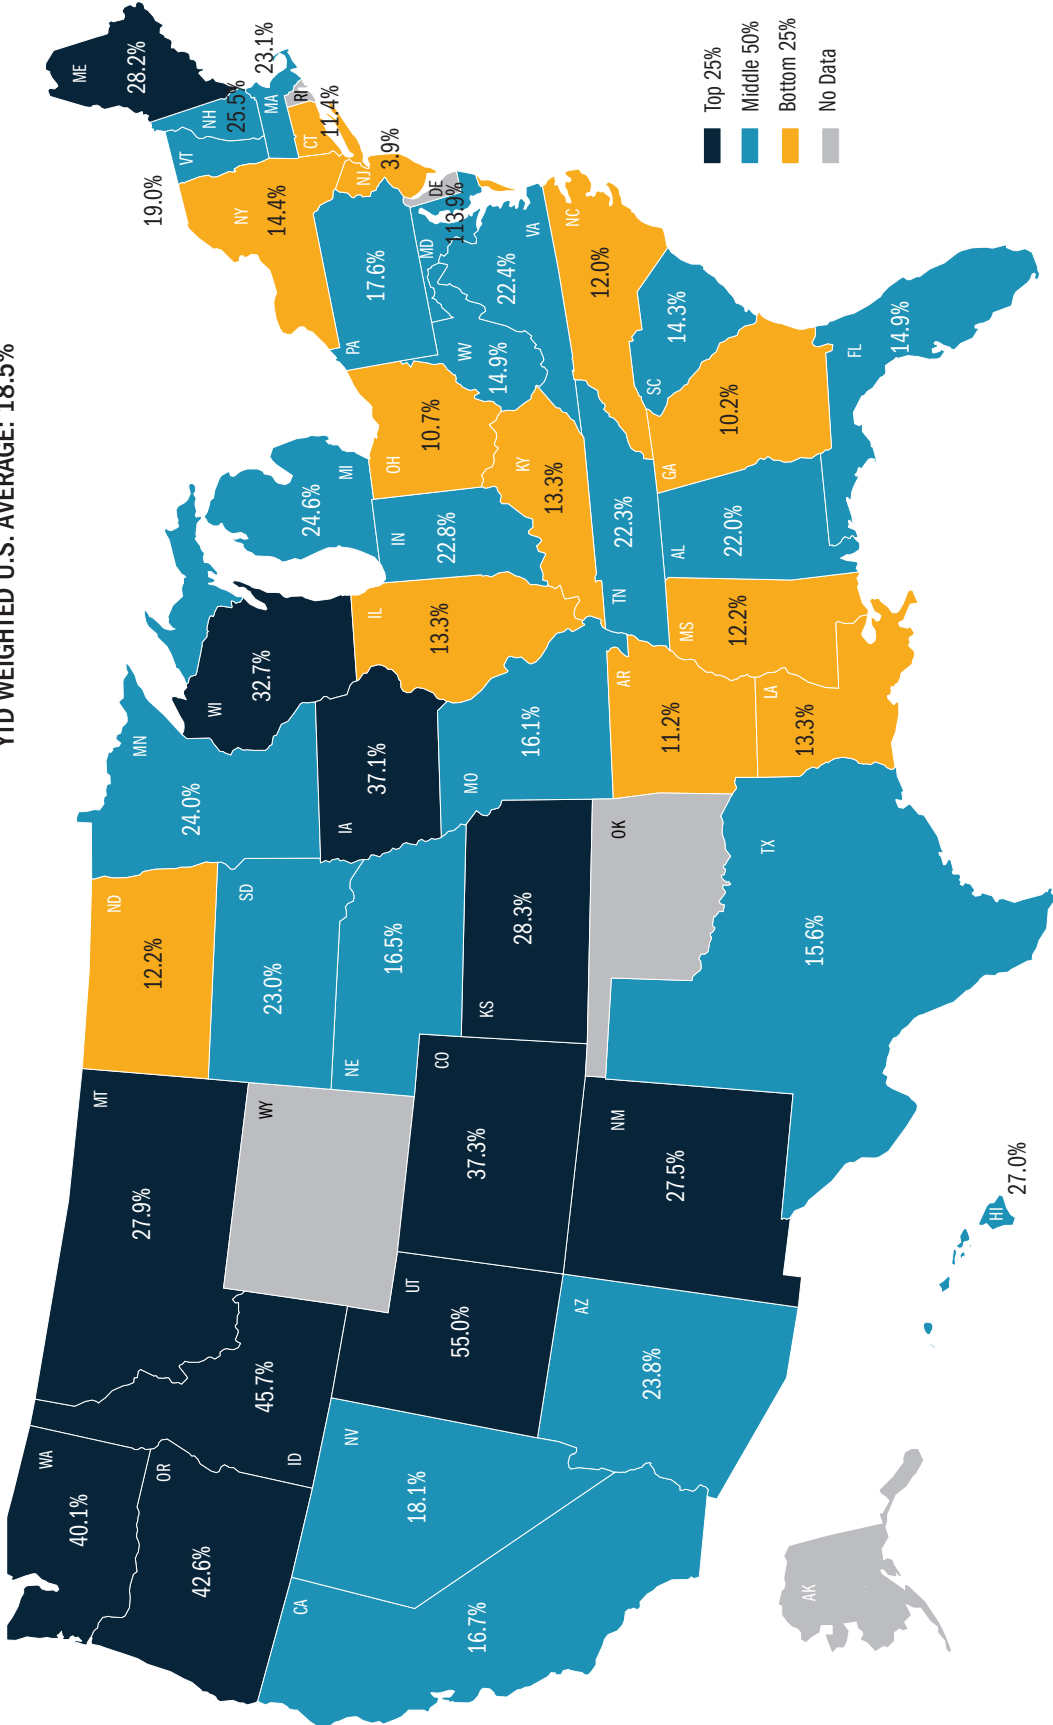 YTD WEIGHTED U.S. AVERAGE: 18.5%
WA
40.1%
OR
42.6%
CA
16.7%
NV
18.1%
ID
45.7%
MT
27.9%
WY
UT
55.0%
AZ
23.8%
CO
37.3%
NM
27.5%
ND
12.2%
SD
23.0%
NE
16.5%
KS
28.3%
OK
TX
15.6%
MN
24.0%
IA
37.1%
MO
16.1%
AR
11.2%
LA
13.3%
WI
32.7%
IL
13.3%
MS
12.2%
MI
24.6%
IN
22.8%
OH
10.7%
KY
13.3%
TN
22.3%
AL
22.0%
GA
10.2%
FL
14.9%
SC
14.3%
NC
12.0%
VA
22.4%
WV
14.9%
MD
113.9%
DE
PA
17.6%
NJ
3.9%
NY
14.4%
CT
11.4%
RI
MA
23.1%
VT
19.0%
NH
25.5%
ME
28.2%
AK
HI
27.0%
Top 25%
Middle 50%
Bottom 25%
No Data